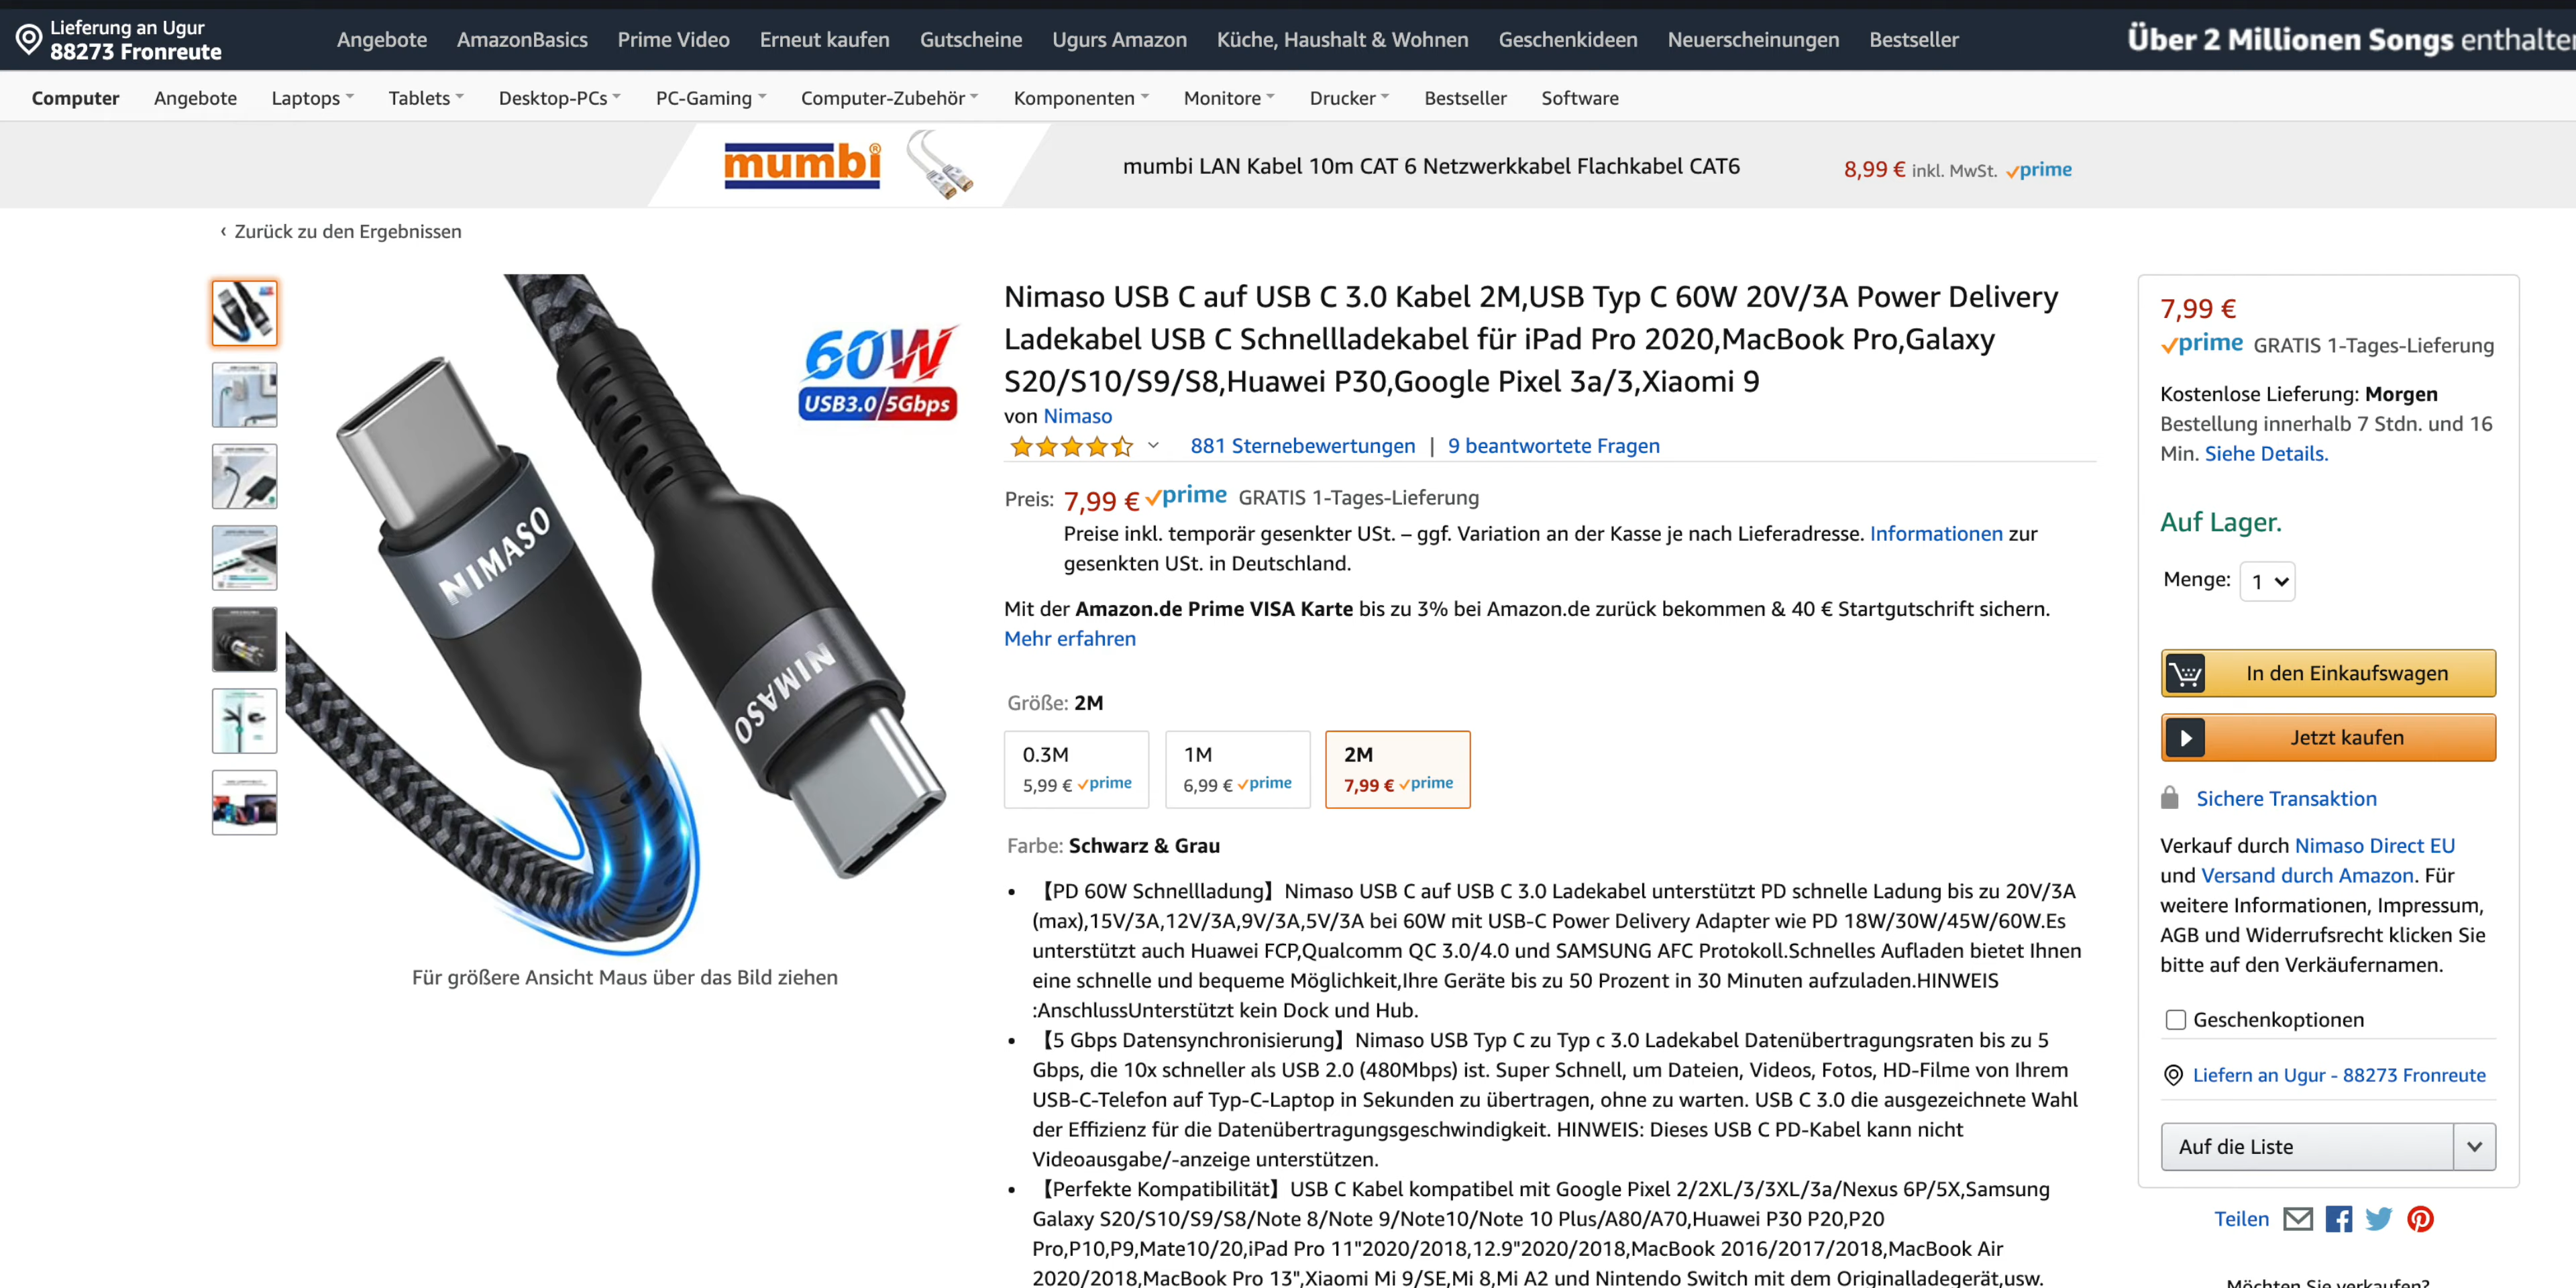 Lieferung an Ugur
88273 Fronreute
Angebote AmazonBasics Prime Video Erneut kaufen Gutscheine Ugurs Amazon Küche, Haushalt & Wohnen Geschenkideen Neuerscheinungen Bestseller
Über 2 Millionen Songs enthalten
Computer Angebote Laptops Tablets Desktop-PCs PC-Gaming Computer-Zubehör Komponenten Monitore Drucker Bestseller Software
mumbi®
mumbi LAN Kabel 10m CAT 6 Netzwerkkabel Flachkabel CAT6
8,99 € inkl. MwSt. prime
‹ Zurück zu den Ergebnissen
60W
USB3.0/5Gbps
NIMASO
NIMASO
Für größere Ansicht Maus über das Bild ziehen
Nimaso USB C auf USB C 3.0 Kabel 2M,USB Typ C 60W 20V/3A Power Delivery
Ladekabel USB C Schnellladekabel für iPad Pro 2020,MacBook Pro,Galaxy
S20/S10/S9/S8,Huawei P30,Google Pixel 3a/3,Xiaomi 9
von Nimaso
881 Sternebewertungen | 9 beantwortete Fragen
Preis: 7,99 € prime GRATIS 1-Tages-Lieferung
Preise inkl. temporär gesenkter USt. – ggf. Variation an der Kasse je nach Lieferadresse. Informationen zur
gesenkten USt. in Deutschland.
Mit der Amazon.de Prime VISA Karte bis zu 3% bei Amazon.de zurück bekommen & 40 € Startgutschrift sichern.
Mehr erfahren
Größe: 2M
0.3M
5,99 € prime
1M
6,99 € prime
2M
7,99 € prime
Farbe: Schwarz & Grau
• 【PD 60W Schnellladung】Nimaso USB C auf USB C 3.0 Ladekabel unterstützt PD schnelle Ladung bis zu 20V/3A
(max),15V/3A,12V/3A,9V/3A,5V/3A bei 60W mit USB-C Power Delivery Adapter wie PD 18W/30W/45W/60W.Es
unterstützt auch Huawei FCP,Qualcomm QC 3.0/4.0 und SAMSUNG AFC Protokoll.Schnelles Aufladen bietet Ihnen
eine schnelle und bequeme Möglichkeit,Ihre Geräte bis zu 50 Prozent in 30 Minuten aufzuladen.HINWEIS
:AnschlussUnterstützt kein Dock und Hub.
• 【5 Gbps Datensynchronisierung】Nimaso USB Typ C zu Typ c 3.0 Ladekabel Datenübertragungsraten bis zu 5
Gbps, die 10x schneller als USB 2.0 (480Mbps) ist. Super Schnell, um Dateien, Videos, Fotos, HD-Filme von Ihrem
USB-C-Telefon auf Typ-C-Laptop in Sekunden zu übertragen, ohne zu warten. USB C 3.0 die ausgezeichnete Wahl
der Effizienz für die Datenübertragungsgeschwindigkeit. HINWEIS: Dieses USB C PD-Kabel kann nicht
Videoausgabe/-anzeige unterstützen.
• 【Perfekte Kompatibilität】USB C Kabel kompatibel mit Google Pixel 2/2XL/3/3XL/3a/Nexus 6P/5X,Samsung
Galaxy S20/S10/S9/S8/Note 8/Note 9/Note10/Note 10 Plus/A80/A70,Huawei P30 P20,P20
Pro,P10,P9,Mate10/20,iPad Pro 11"2020/2018,12.9"2020/2018,MacBook 2016/2017/2018,MacBook Air
2020/2018,MacBook Pro 13",Xiaomi Mi 9/SE,Mi 8,Mi A2 und Nintendo Switch mit dem Originalladegerät,usw.
7,99 €
prime GRATIS 1-Tages-Lieferung
Kostenlose Lieferung: Morgen
Bestellung innerhalb 7 Stdn. und 16
Min. Siehe Details.
Auf Lager.
Menge: 1
In den Einkaufswagen
Jetzt kaufen
Sichere Transaktion
Verkauf durch Nimaso Direct EU
und Versand durch Amazon. Für
weitere Informationen, Impressum,
AGB und Widerrufsrecht klicken Sie
bitte auf den Verkäufernamen.
Geschenkoptionen
Liefern an Ugur - 88273 Fronreute
Auf die Liste
Teilen
Möchten Sie verkaufen?